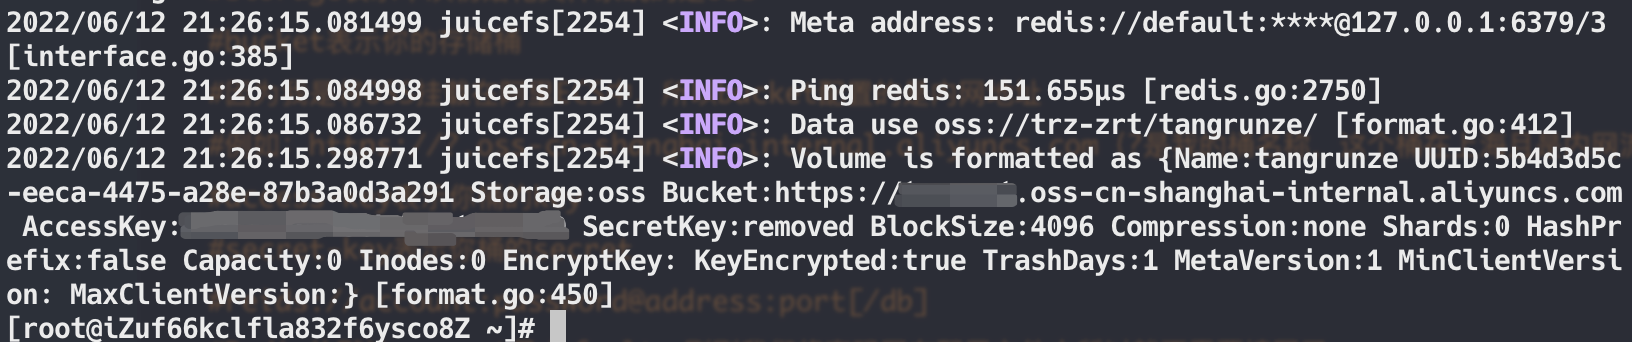 2022/06/12 21:26:15.081499 juicefs[2254] <INFO>: Meta address: redis://default:****@127.0.0.1:6379/3
[interface.go:385]
2022/06/12 21:26:15.084998 juicefs[2254] <INFO>: Ping redis: 151.655µs [redis.go:2750]
2022/06/12 21:26:15.086732 juicefs[2254] <INFO>: Data use oss://trz-zrt/tangrunze/ [format.go:412]
2022/06/12 21:26:15.298771 juicefs[2254] <INFO>: Volume is formatted as {Name:tangrunze UUID:5b4d3d5c
-eeca-4475-a28e-87b3a0d3a291 Storage:oss Bucket:https://.oss-cn-shanghai-internal.aliyuncs.com
AccessKey: SecretKey:removed BlockSize:4096 Compression:none Shards:0 HashPr
efix:false Capacity:0 Inodes:0 EncryptKey: KeyEncrypted:true TrashDays:1 MetaVersion:1 MinClientVersi
on: MaxClientVersion:} [format.go:450]
[root@iZuf66kclfla832f6ysco8Z ~]#